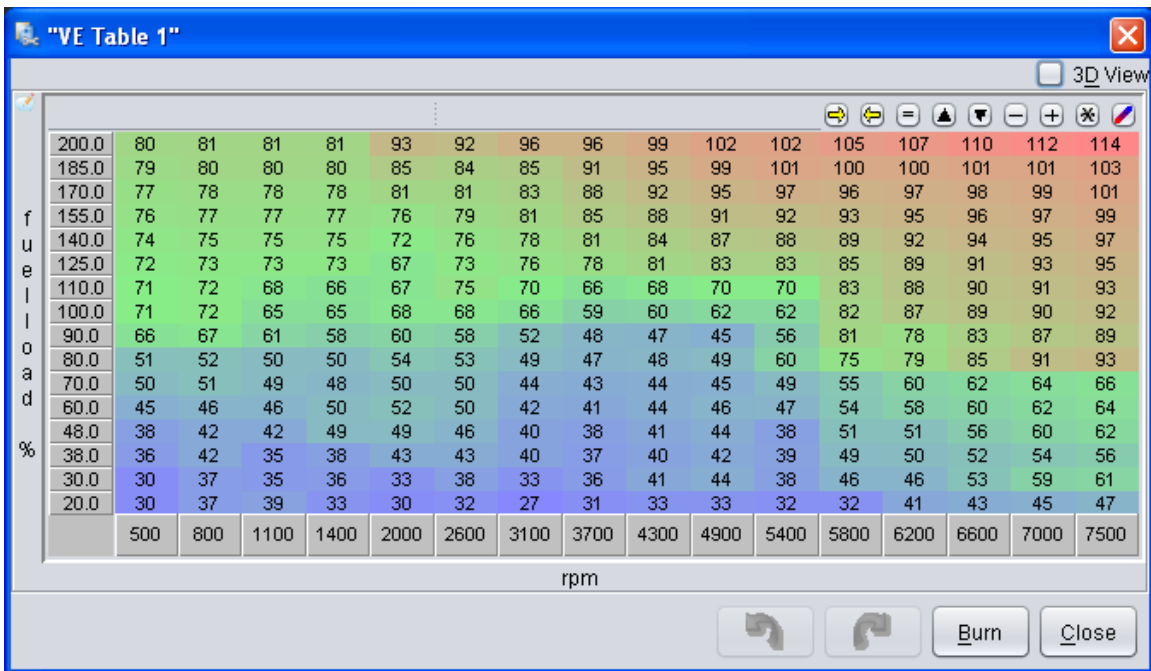 "VE Table 1"
3D View
200.0 80 81 81 81 93 92 96 96 99 102 102 105 107 110 112 114
185.0 79 80 80 80 85 84 85 91 95 99 101 100 100 101 101 103
170.0 77 78 78 78 81 81 83 88 92 95 97 96 97 98 99 101
155.0 76 77 77 77 76 79 81 85 88 91 92 93 95 96 97 99
140.0 74 75 75 75 72 76 78 81 84 87 88 89 92 94 95 97
125.0 72 73 73 73 67 73 76 78 81 83 83 85 89 91 93 95
110.0 71 72 68 66 67 75 70 66 68 70 70 83 88 90 91 93
100.0 71 72 65 65 68 68 66 59 60 62 62 82 87 89 90 92
90.0 66 67 61 58 60 58 52 48 47 45 56 81 78 83 87 89
80.0 51 52 50 50 54 53 49 47 48 49 60 75 79 85 91 93
70.0 50 51 49 48 50 50 44 43 44 45 49 55 60 62 64 66
60.0 45 46 46 50 52 50 42 41 44 46 47 54 58 60 62 64
48.0 38 42 42 49 49 46 40 38 41 44 38 51 51 56 60 62
38.0 36 42 35 38 43 43 40 37 40 42 39 49 50 52 54 56
30.0 30 37 35 36 33 38 33 36 41 44 38 46 46 53 59 61
20.0 30 37 39 33 30 32 27 31 33 33 32 32 41 43 45 47
500 800 1100 1400 2000 2600 3100 3700 4300 4900 5400 5800 6200 6600 7000 7500
fuelload %
rpm
Burn Close